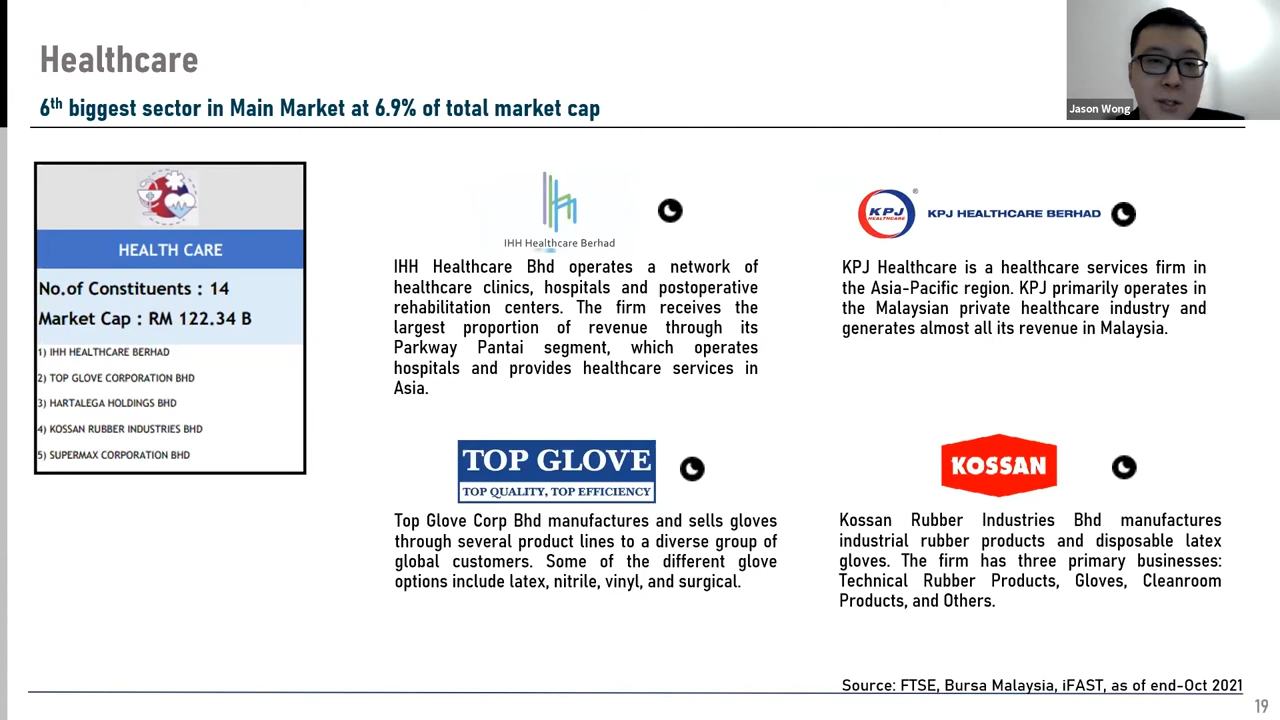 Healthcare
6th biggest sector in Main Market at 6.9% of total market cap
Jason Wong
HEALTH CARE
No.of Constituents : 14
Market Cap : RM 122.34 B
1) IHH HEALTHCARE BERHAD
2) TOP GLOVE CORPORATION BHD
3) HARTALEGA HOLDINGS BHD
4) KOSSAN RUBBER INDUSTRIES BHD
5) SUPERMAX CORPORATION BHD
IHH Healthcare Berhad
IHH Healthcare Bhd operates a network of
healthcare clinics, hospitals and postoperative
rehabilitation centers. The firm receives the
largest proportion of revenue through its
Parkway Pantai segment, which operates
hospitals and provides healthcare services in
Asia.
KPJ
HEALTHCARE
®
KPJ HEALTHCARE BERHAD
KPJ Healthcare is a healthcare services firm in
the Asia-Pacific region. KPJ primarily operates in
the Malaysian private healthcare industry and
generates almost all its revenue in Malaysia.
TOP GLOVE
TOP QUALITY, TOP EFFICIENCY
Top Glove Corp Bhd manufactures and sells gloves
through several product lines to a diverse group of
global customers. Some of the different glove
options include latex, nitrile, vinyl, and surgical.
KOSSAN
Kossan Rubber Industries Bhd manufactures
industrial rubber products and disposable latex
gloves. The firm has three primary businesses:
Technical Rubber Products, Gloves, Cleanroom
Products, and Others.
Source: FTSE, Bursa Malaysia, iFAST, as of end-Oct 2021
19